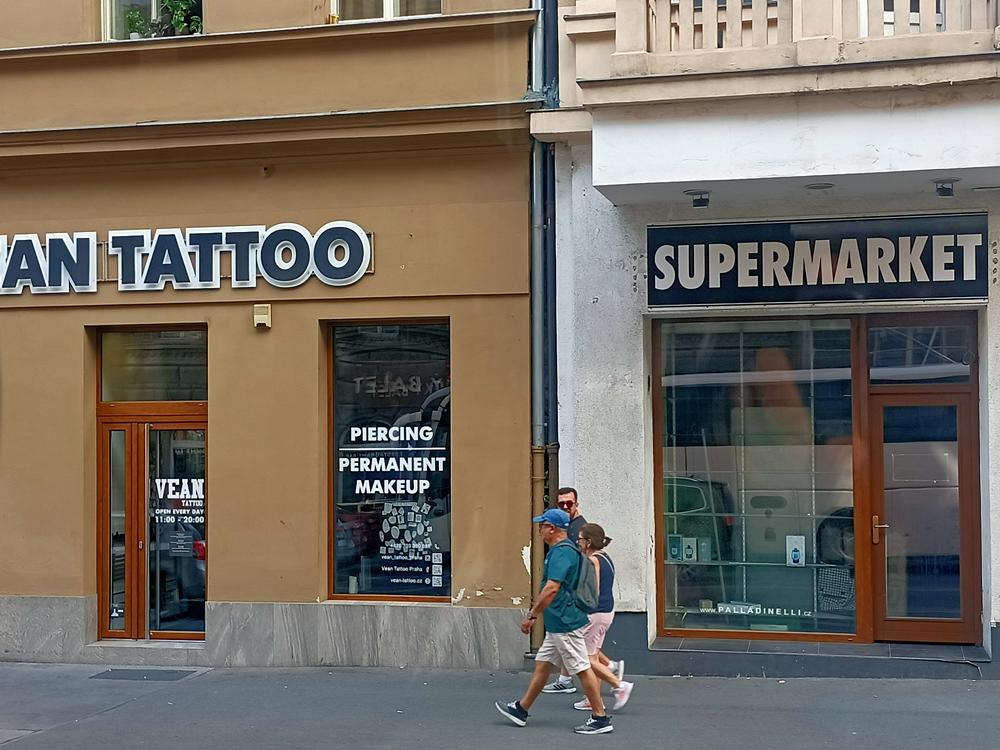 EAN TATTOO
VEAN
TATTOO
OPEN EVERY DAY
11:00 - 20:00
BALET
PIERCING
PERMANENT
MAKEUP
vean_tattoo_praha
Vean Tattoo Praha
vean-tattoo.cz
SUPERMARKET
www.PALLADINELLI.cz